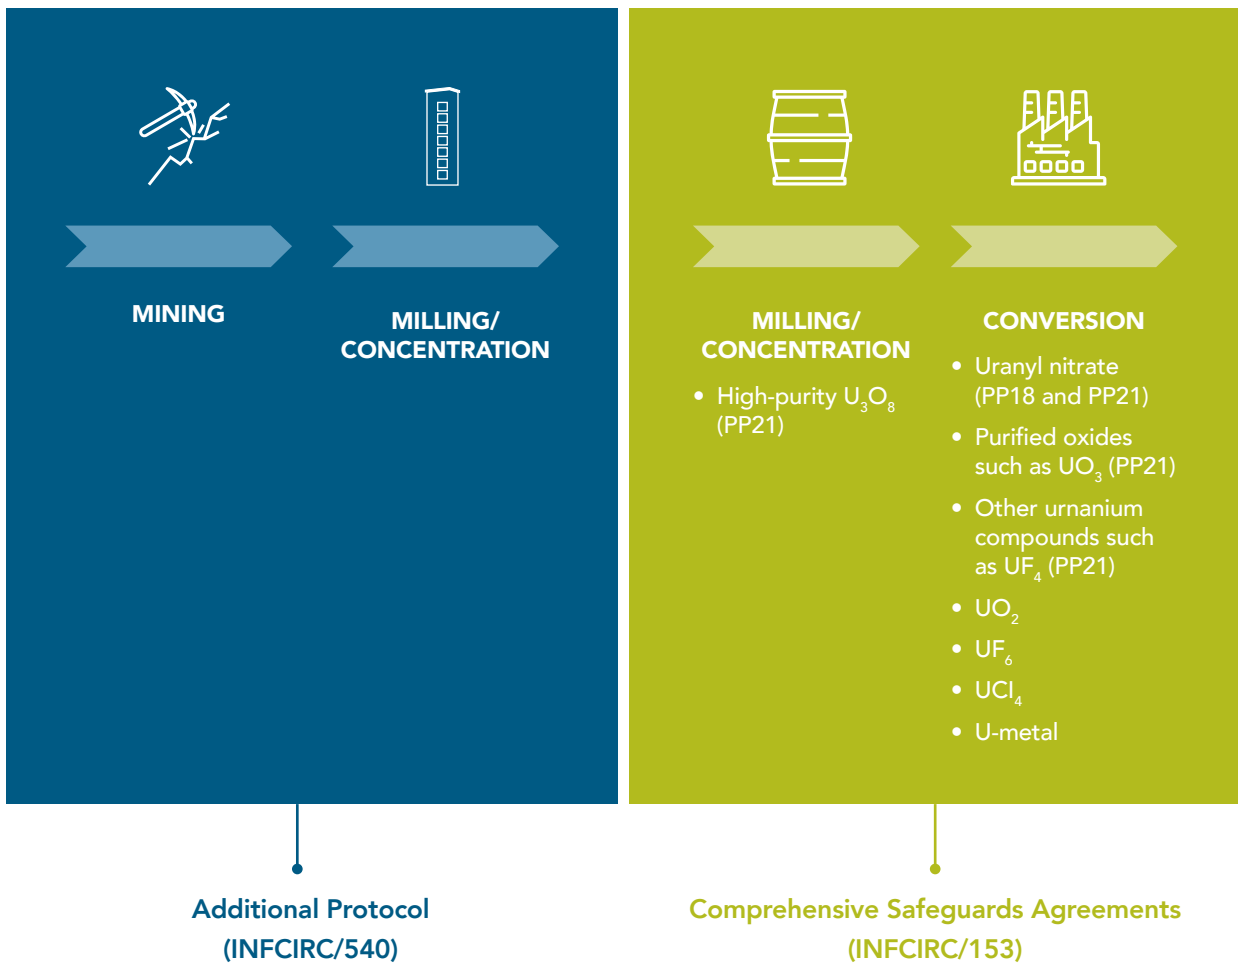 MINING
MILLING/
CONCENTRATION
MILLING/
CONCENTRATION
• High-purity U₃O₈
(PP21)
CONVERSION
• Uranyl nitrate
(PP18 and PP21)
• Purified oxides
such as UO₃ (PP21)
• Other urnanium
compounds such
as UF₄ (PP21)
• UO₂
• UF₆
• UCl₄
• U-metal
Additional Protocol
(INFCIRC/540)
Comprehensive Safeguards Agreements
(INFCIRC/153)